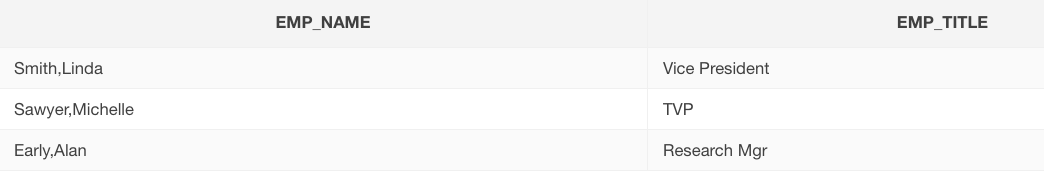 EMP_NAME EMP_TITLE
Smith,Linda Vice President
Sawyer,Michelle TVP
Early,Alan Research Mgr